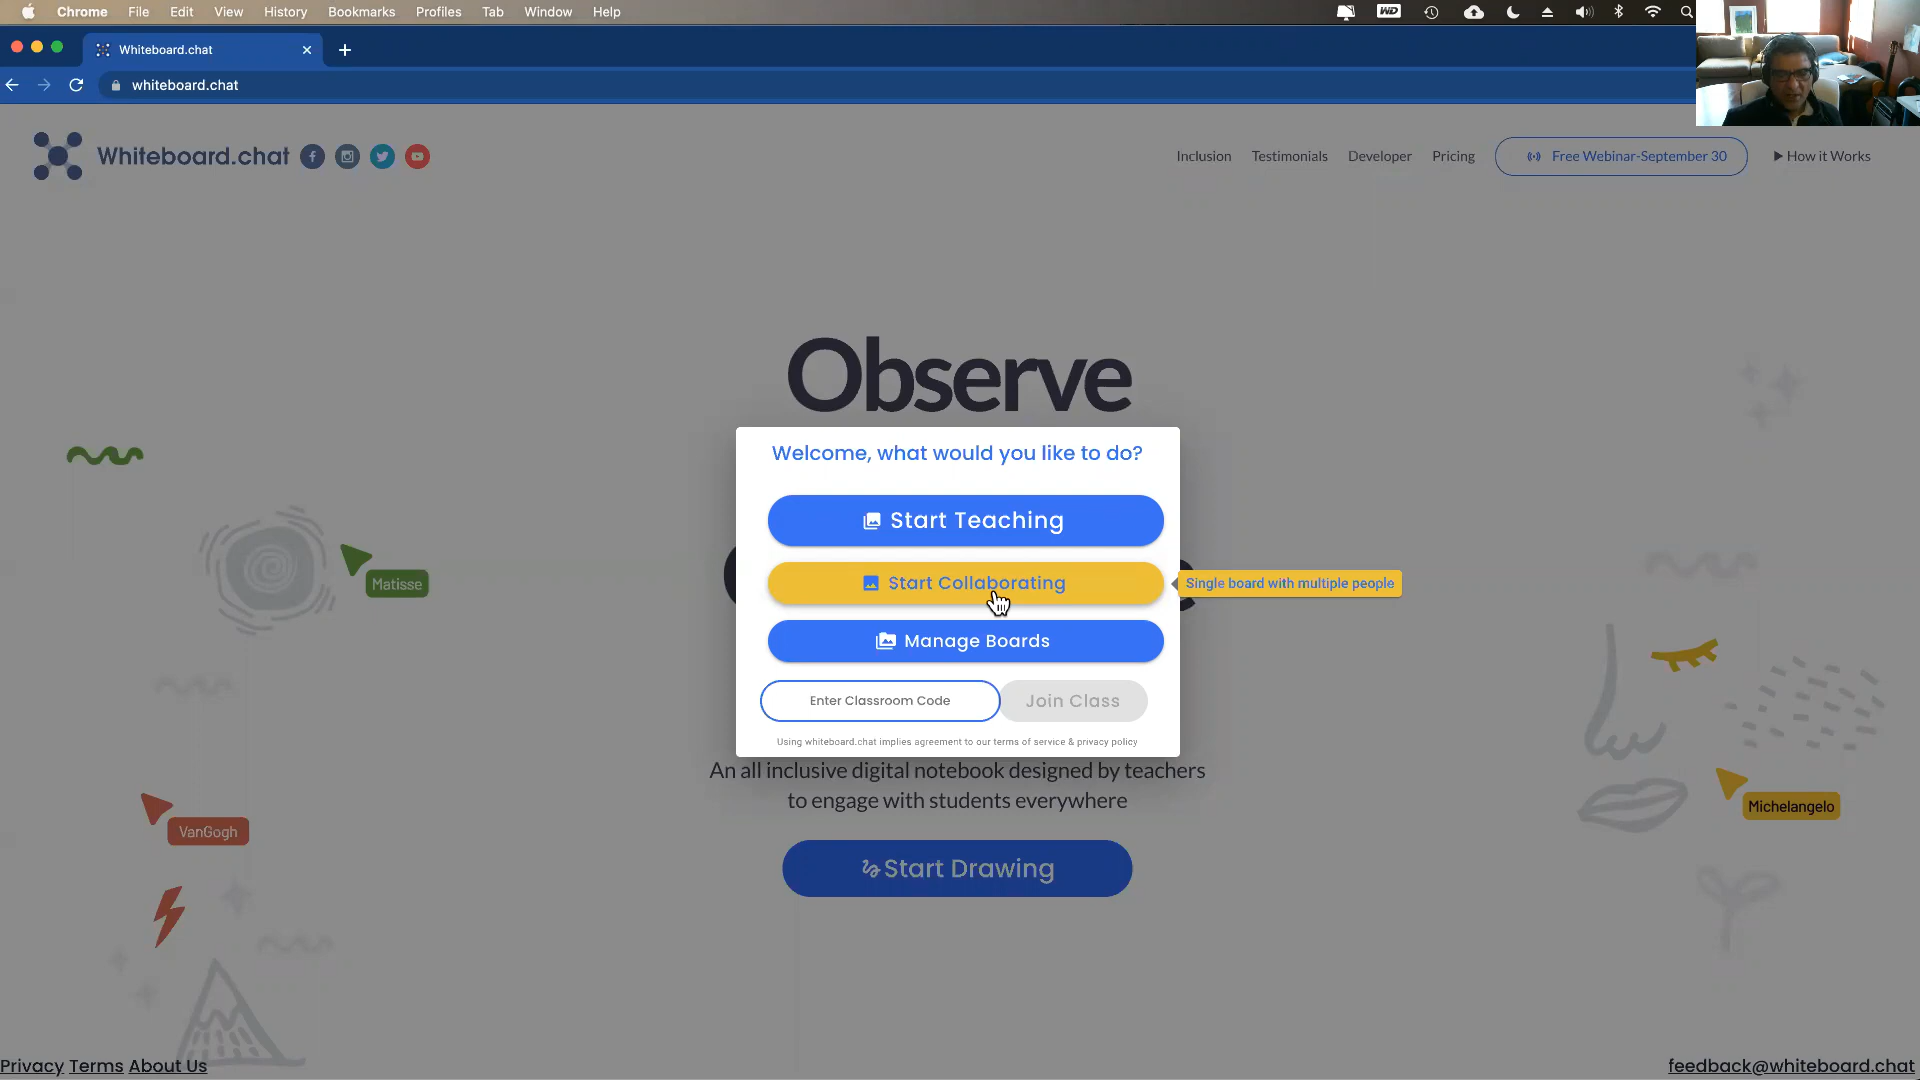 Chrome File Edit View History Bookmarks Profiles Tab Window Help
WD
Whiteboard.chat
whiteboard.chat
Whiteboard.chat
Inclusion Testimonials Developer Pricing Free Webinar-September 30 How it Works
Observe
Welcome, what would you like to do?
Start Teaching
Start Collaborating
Single board with multiple people
Manage Boards
Enter Classroom Code Join Class
Using whiteboard.chat implies agreement to our terms of service & privacy policy
Matisse
VanGogh
Michelangelo
An all inclusive digital notebook designed by teachers
to engage with students everywhere
Start Drawing
Privacy Terms About Us
feedback@whiteboard.chat